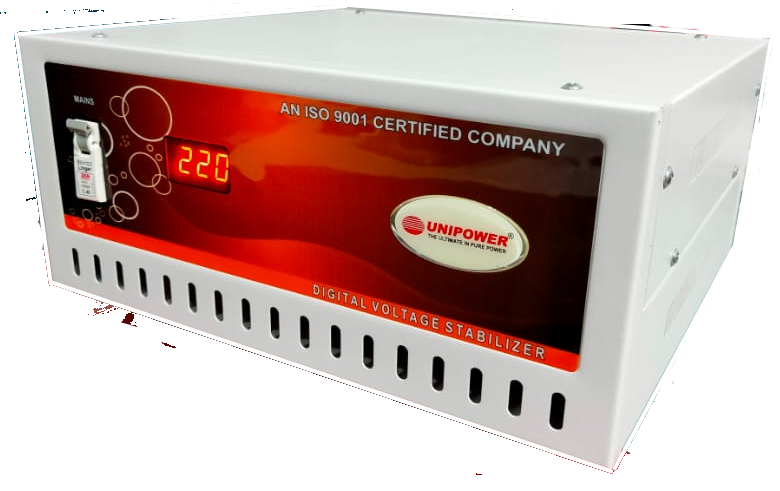 AN ISO 9001 CERTIFIED COMPANY
MAINS
220
UNIPOWER®
THE ULTIMATE IN PURE POWER
DIGITAL VOLTAGE STABILIZER